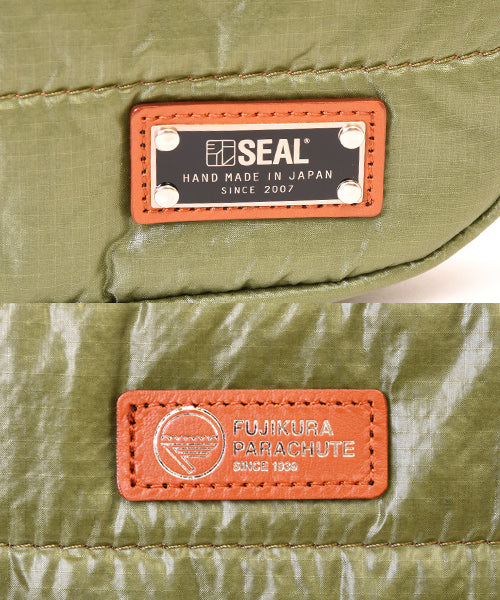 SEAL®
HAND MADE IN JAPAN
SINCE 2007
FUJIKURA
PARACHUTE
SINCE 1939